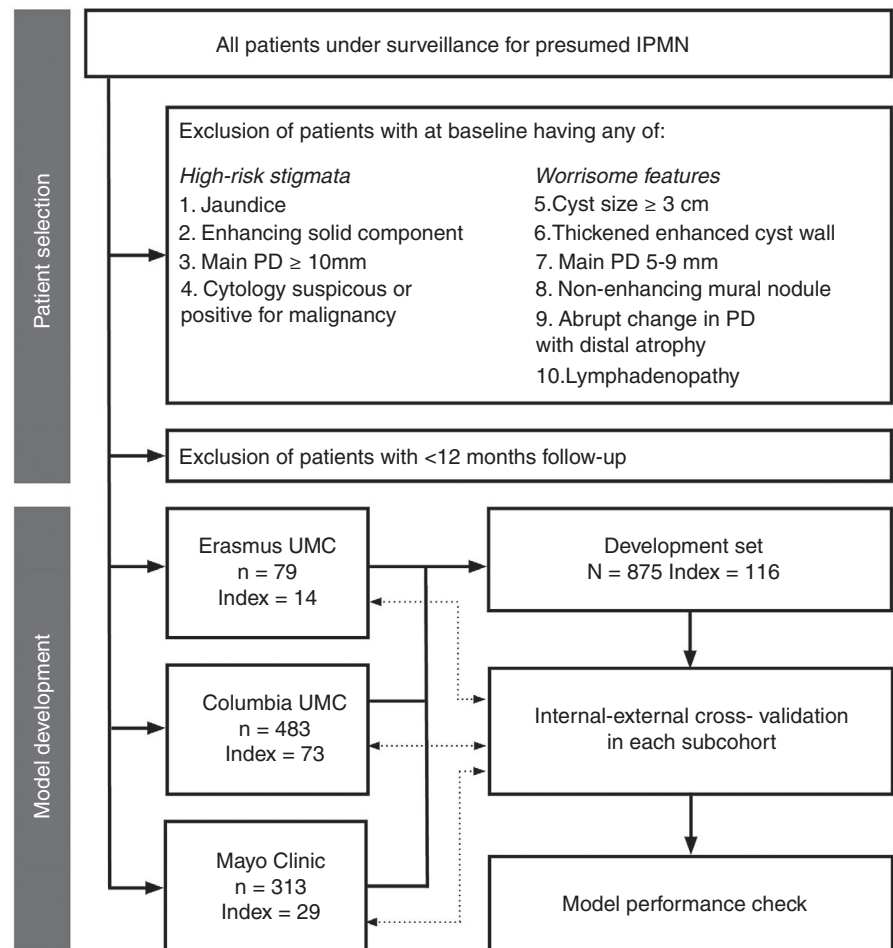 Patient selection
All patients under surveillance for presumed IPMN
Exclusion of patients with at baseline having any of:
High-risk stigmata
1. Jaundice
2. Enhancing solid component
3. Main PD ≥ 10mm
4. Cytology suspicous or
positive for malignancy
Worrisome features
5.Cyst size ≥ 3 cm
6.Thickened enhanced cyst wall
7. Main PD 5-9 mm
8. Non-enhancing mural nodule
9. Abrupt change in PD
with distal atrophy
10.Lymphadenopathy
Exclusion of patients with <12 months follow-up
Model development
Erasmus UMC
n = 79
Index = 14
Columbia UMC
n = 483
Index = 73
Mayo Clinic
n = 313
Index = 29
Development set
N = 875 Index = 116
Internal-external cross- validation
in each subcohort
Model performance check